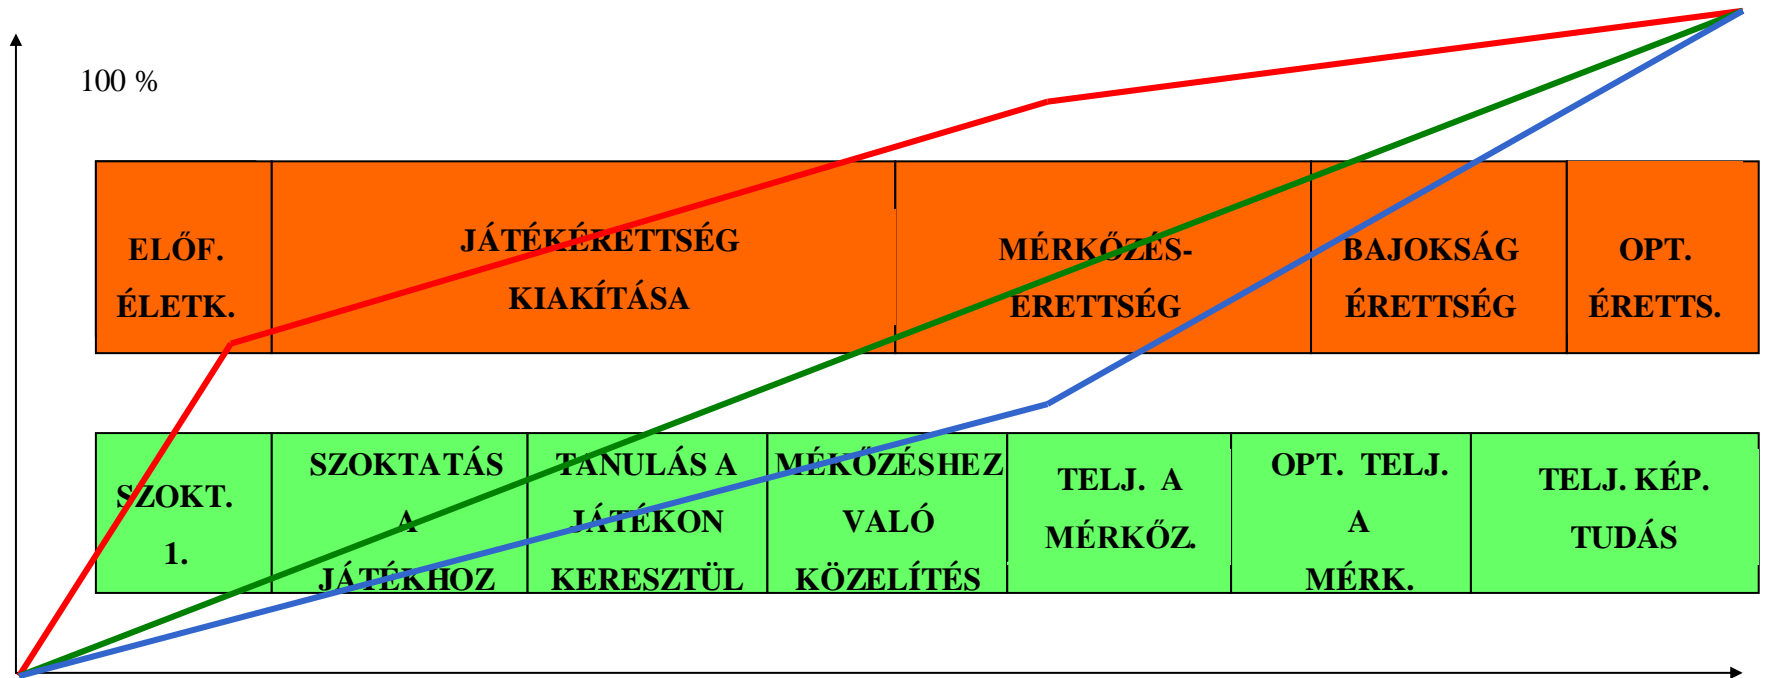 100 %
ELŐF.
ÉLETK.
JÁTÉKÉRETTSÉG
KIAKÍTÁSA
MÉRKŐZÉS-
ÉRETTSÉG
BAJOKSÁG
ÉRETTSÉG
OPT.
ÉRETTS.
SZOKT.
1.
SZOKTATÁS
A
JÁTÉKHOZ
TANULÁS A
JÁTÉKON
KERESZTÜL
MÉKŐZÉSHEZ
VALÓ
KÖZELÍTÉS
TELJ. A
MÉRKŐZ.
OPT. TELJ.
A
MÉRK.
TELJ. KÉP.
TUDÁS